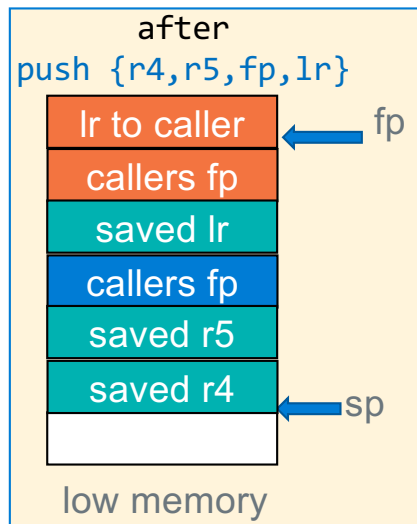 after
push {r4,r5,fp,lr}
lr to caller
fp
callers fp
saved lr
callers fp
saved r5
saved r4
sp
low memory